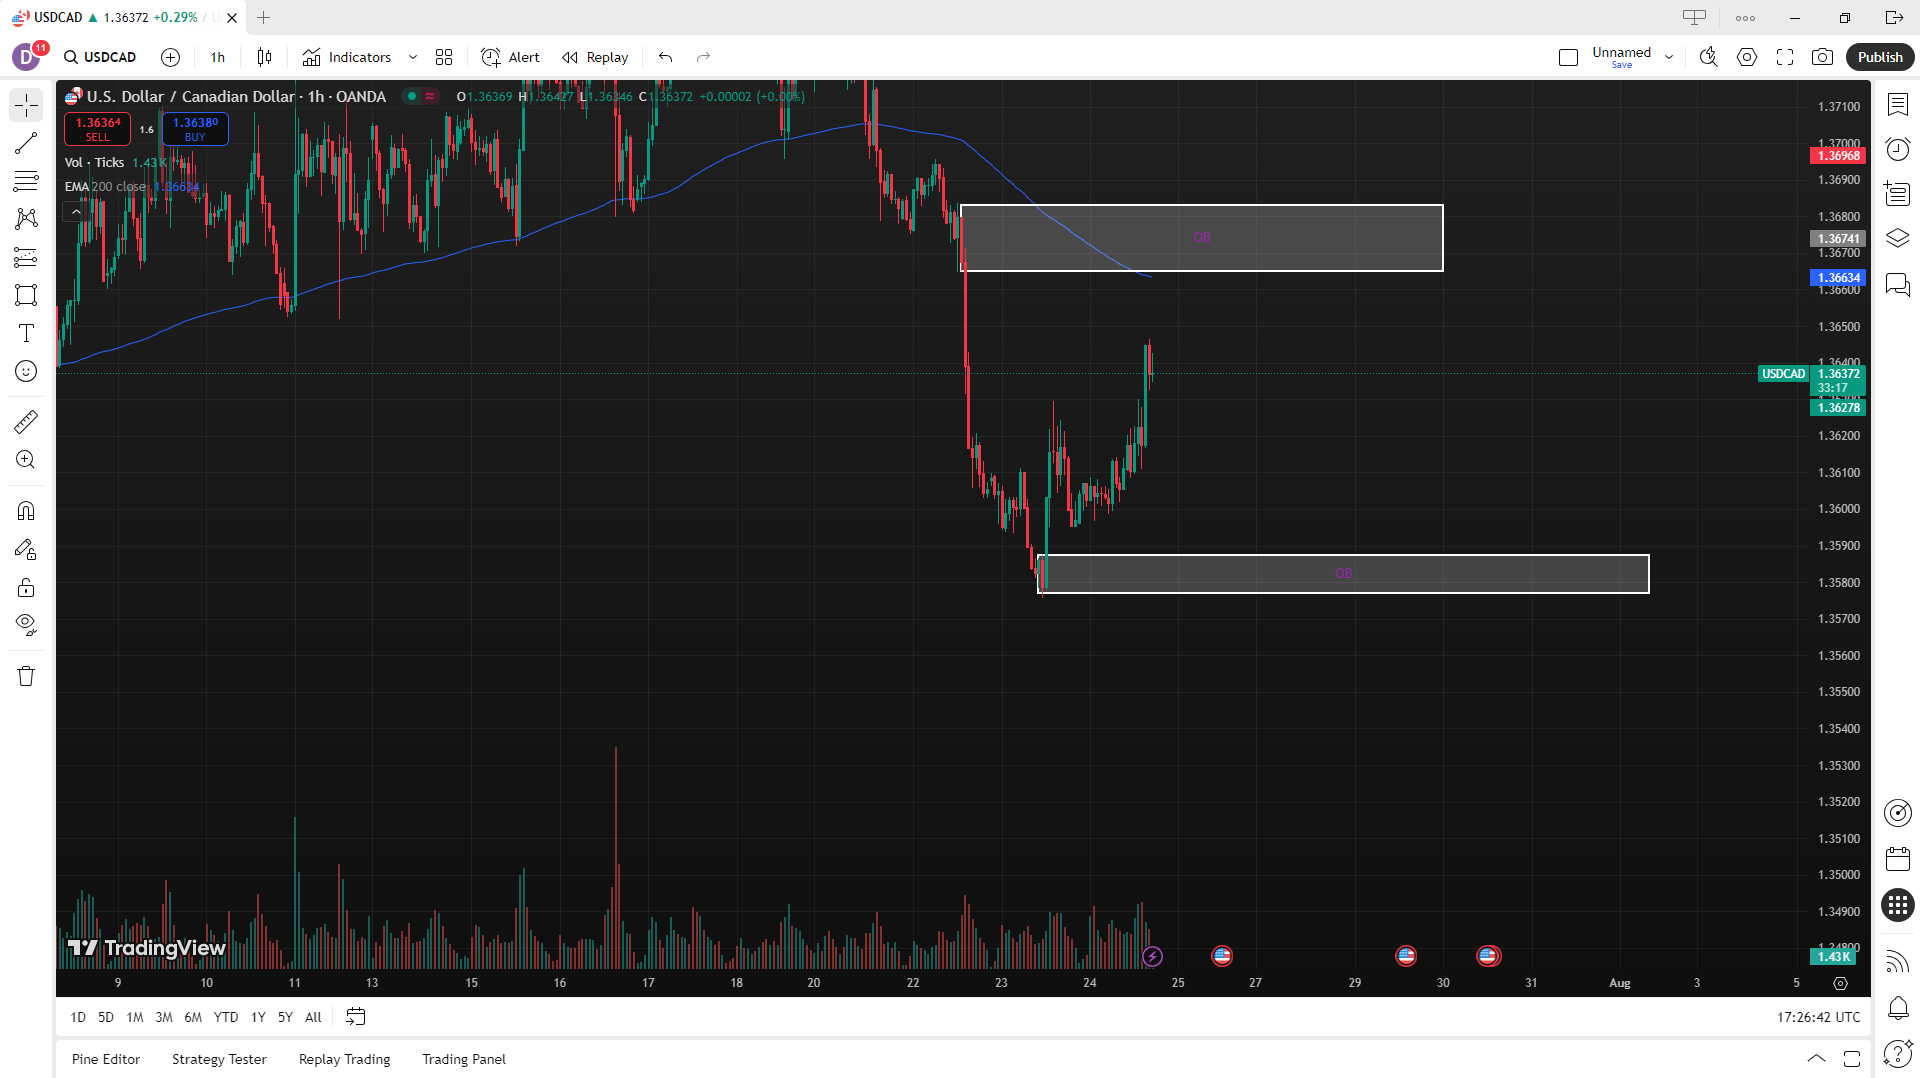 USDCAD ▲ 1.36372 +0.29% /
D 11 USDCAD 1h Indicators Alert Replay Unnamed Save Publish
U.S. Dollar / Canadian Dollar · 1h · OANDA O1.36369 H1.36427 L1.36346 C1.36372 +0.00002 (+0.00%)
1.36364 SELL 1.6 1.36380 BUY
Vol · Ticks 1.43K
EMA 200 close 1.36634
OB
OB
1.37100
1.37000
1.36968
1.36900
1.36800
1.36741
1.36700
1.36634
1.36600
1.36500
1.36400
USDCAD 1.36372
33:17
1.36278
1.36200
1.36100
1.36000
1.35900
1.35800
1.35700
1.35600
1.35500
1.35400
1.35300
1.35200
1.35100
1.35000
1.34900
1.34800
1.43K
TradingView
9 10 11 13 15 16 17 18 20 22 23 24 25 27 29 30 31 Aug 3 5
1D 5D 1M 3M 6M YTD 1Y 5Y All 17:26:42 UTC
Pine Editor Strategy Tester Replay Trading Trading Panel